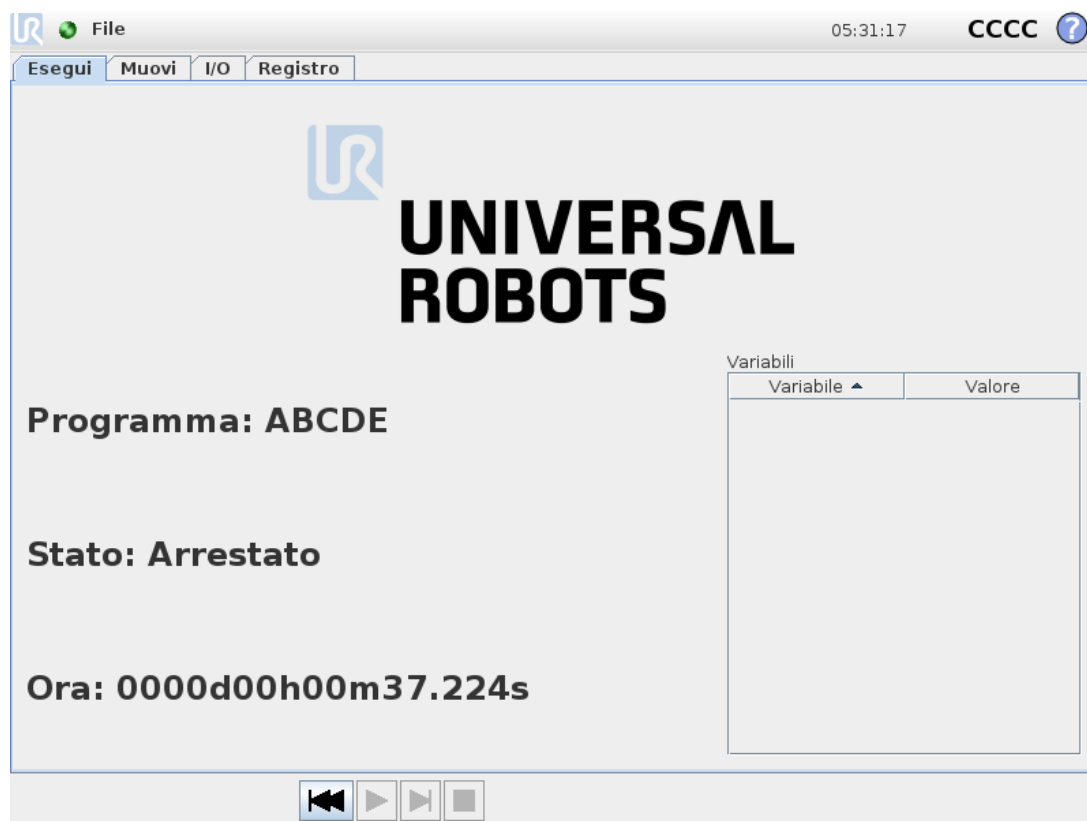 File 05:31:17 CCCC ?
Esegui Muovi I/O Registro
UNIVERSAL
ROBOTS
Variabili
Variabile Valore
Programma: ABCDE
Stato: Arrestato
Ora: 0000d00h00m37.224s